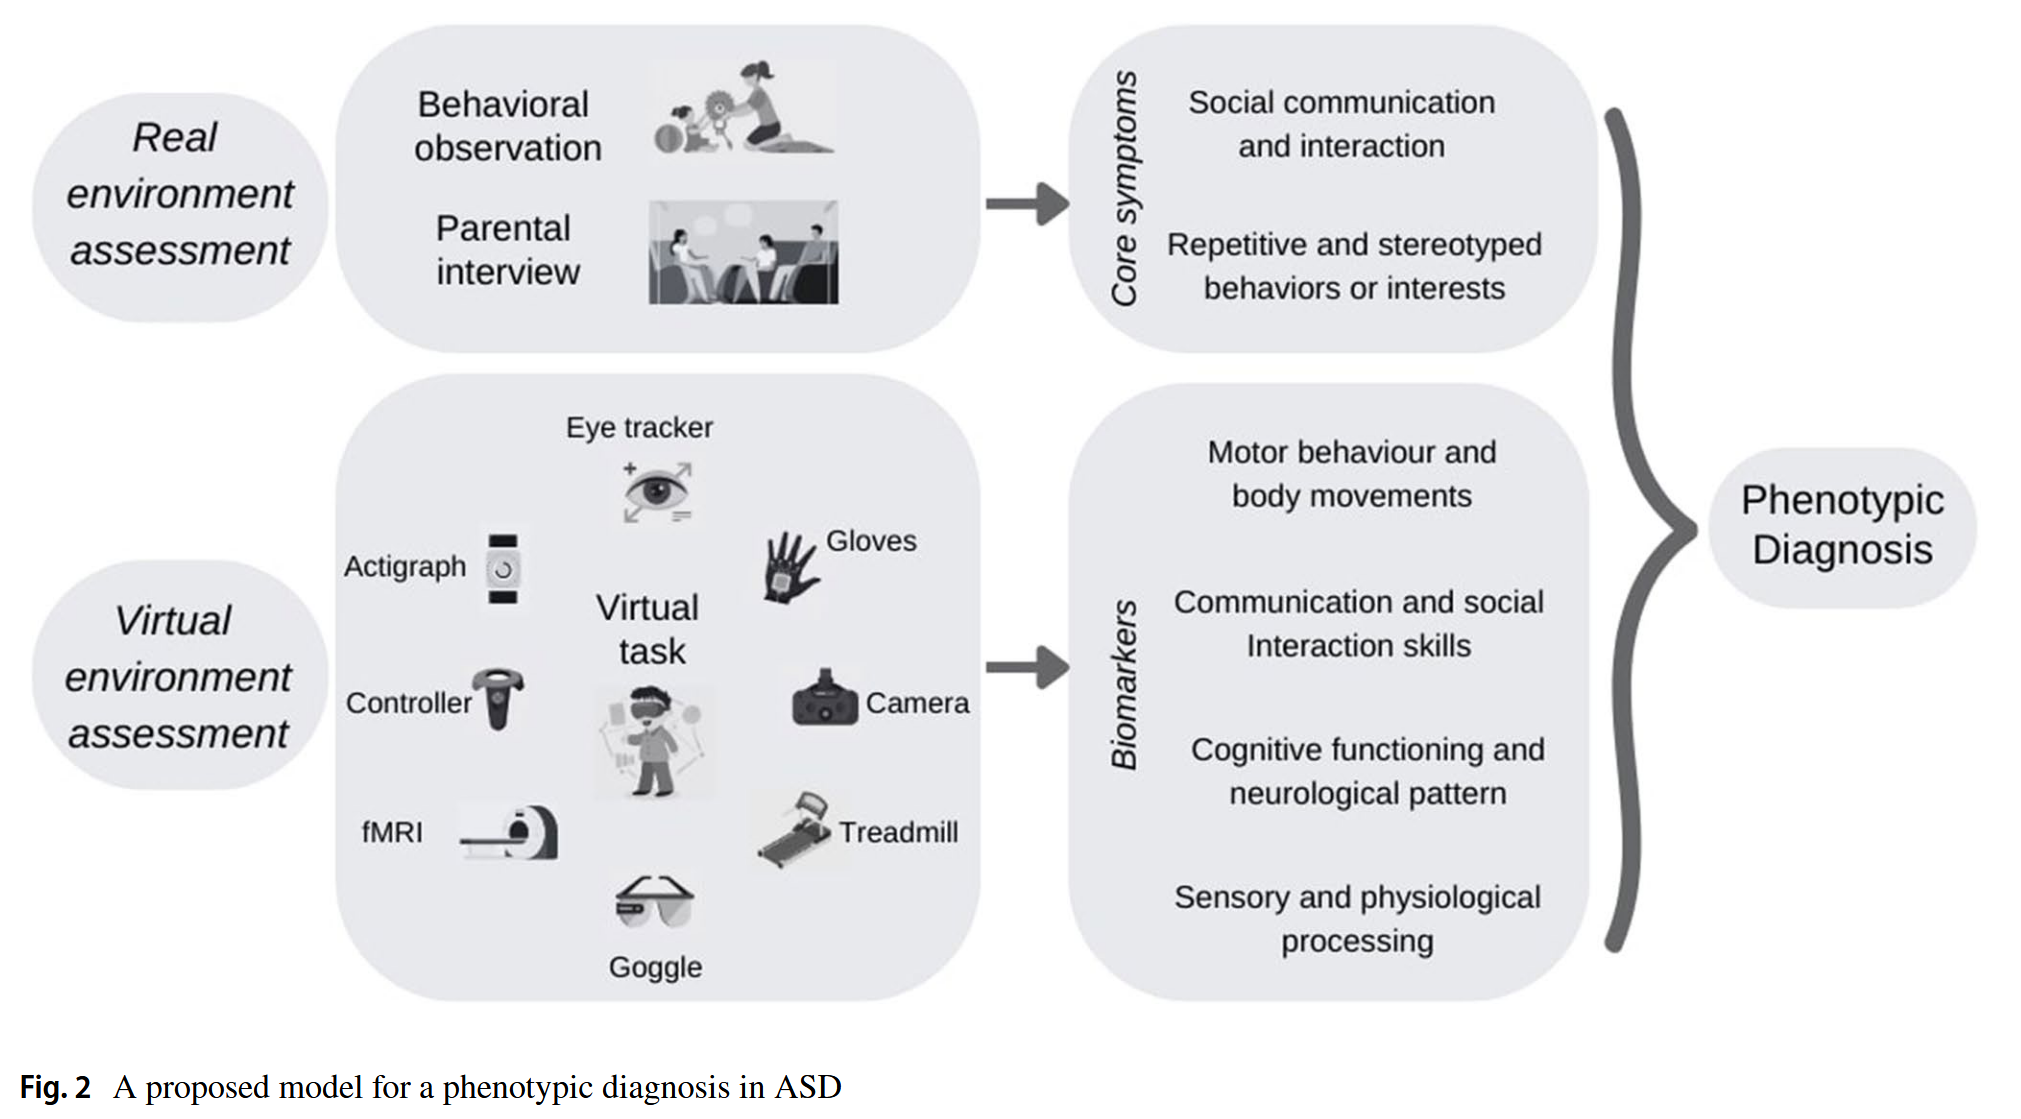 Real
environment
assessment
Behavioral
observation
Parental
interview
Core symptoms
Social communication
and interaction
Repetitive and stereotyped
behaviors or interests
Virtual
environment
assessment
Eye tracker
Actigraph
Gloves
Virtual
task
Controller
Camera
fMRI
Treadmill
Goggle
Biomarkers
Motor behaviour and
body movements
Communication and social
Interaction skills
Cognitive functioning and
neurological pattern
Sensory and physiological
processing
Phenotypic
Diagnosis
Fig. 2 A proposed model for a phenotypic diagnosis in ASD